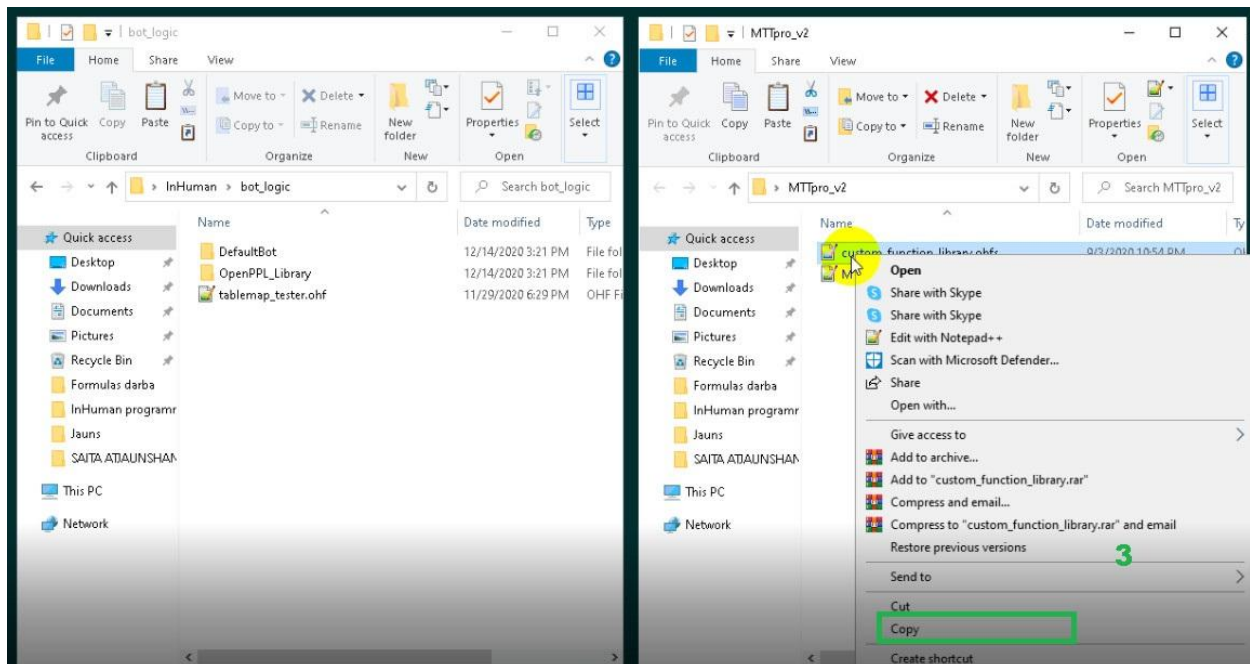 bot_logic
File Home Share View
Pin to Quick access
Copy
Paste
Move to
Copy to
Delete
Rename
New folder
Properties
Select
Clipboard Organize New Open
InHuman > bot_logic
Search bot_logic
Name Date modified Type
Quick access
Desktop
Downloads
Documents
Pictures
Recycle Bin
Formulas darba
InHuman programr
Jauns
SAITA ATJAUNSHAN
This PC
Network
DefaultBot 12/14/2020 3:21 PM File fol
OpenPPL_Library 12/14/2020 3:21 PM File fol
tablemap_tester.ohf 11/29/2020 6:29 PM OHF Fi
MTTpro_v2
File Home Share View
Pin to Quick access
Copy
Paste
Move to
Copy to
Delete
Rename
New folder
Properties
Select
Clipboard Organize New Open
MTTpro_v2
Search MTTpro_v2
Name Date modified Ty
Quick access
Desktop
Downloads
Documents
Pictures
Recycle Bin
Formulas darba
InHuman programr
Jauns
SAITA ATJAUNSHAN
This PC
Network
9/3/2020 10:54 PM
Open
Share with Skype
Share with Skype
Edit with Notepad++
Scan with Microsoft Defender...
Share
Open with...
Give access to
Add to archive...
Add to "custom_function_library.rar"
Compress and email...
Compress to "custom_function_library.rar" and email
Restore previous versions
3
Send to
Cut
Copy
Create shortcut